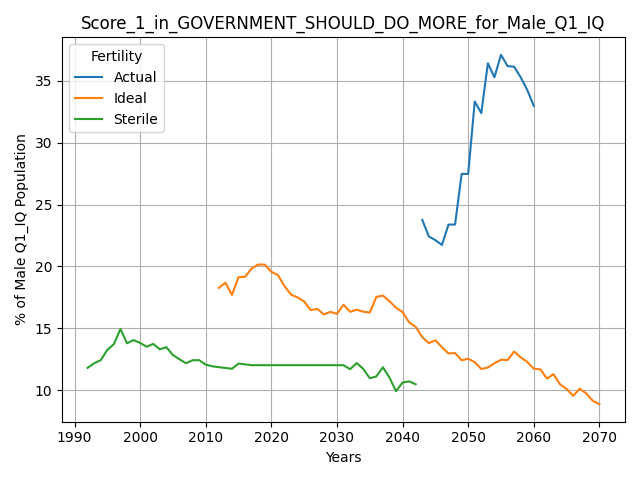 Score_1_in_GOVERNMENT_SHOULD_DO_MORE_for_Male_Q1_IQ
Fertility
Actual
Ideal
Sterile
% of Male Q1_IQ Population
35
30
25
20
15
10
1990 2000 2010 2020 2030 2040 2050 2060 2070
Years